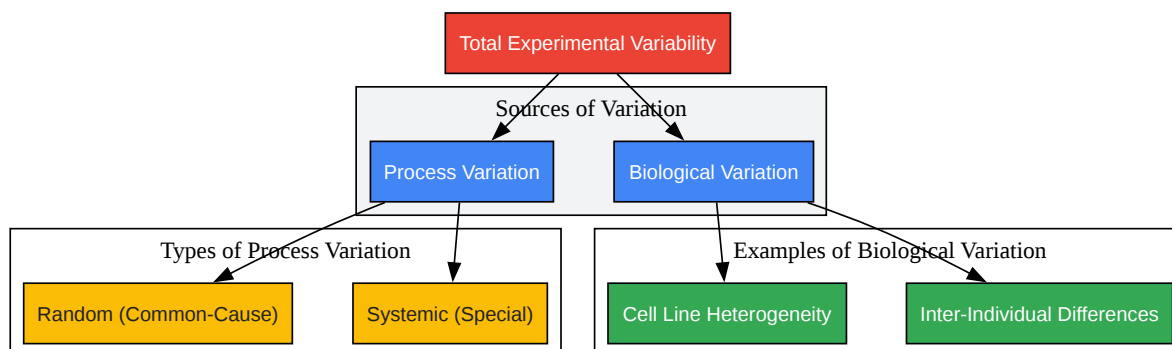 Total Experimental Variability
Sources of Variation
Process Variation
Biological Variation
Types of Process Variation
Examples of Biological Variation
Random (Common-Cause)
Systemic (Special)
Cell Line Heterogeneity
Inter-Individual Differences